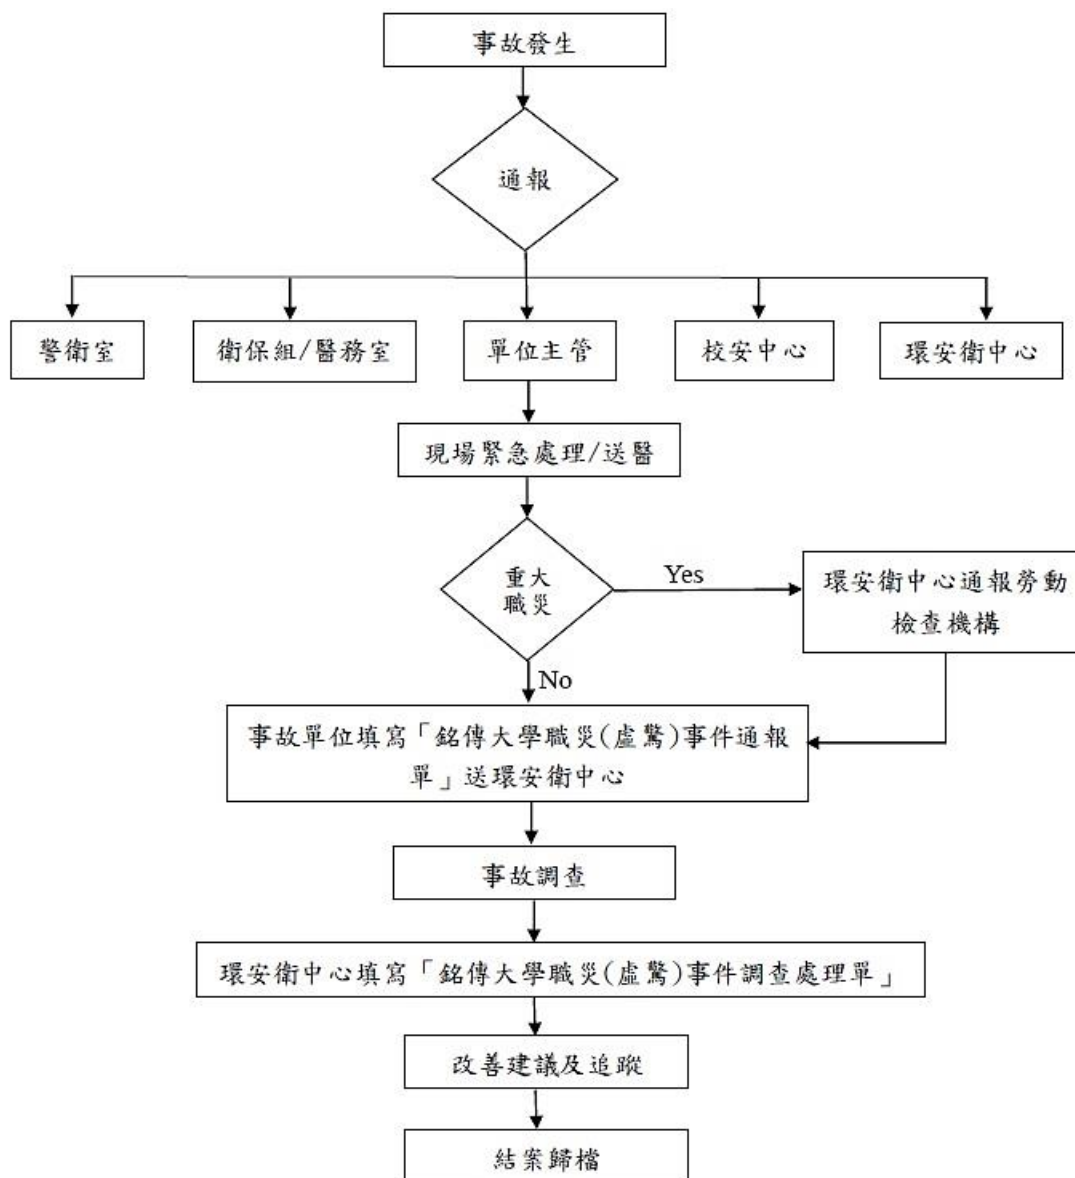 事故發生
通報
警衛室
衛保組/醫務室
單位主管
校安中心
環安衛中心
現場緊急處理/送醫
重大
職災
Yes
環安衛中心通報勞動
檢查機構
No
事故單位填寫「銘傳大學職災(虛驚)事件通報
單」送環安衛中心
事故調查
環安衛中心填寫「銘傳大學職災(虛驚)事件調查處理單」
改善建議及追蹤
結案歸檔